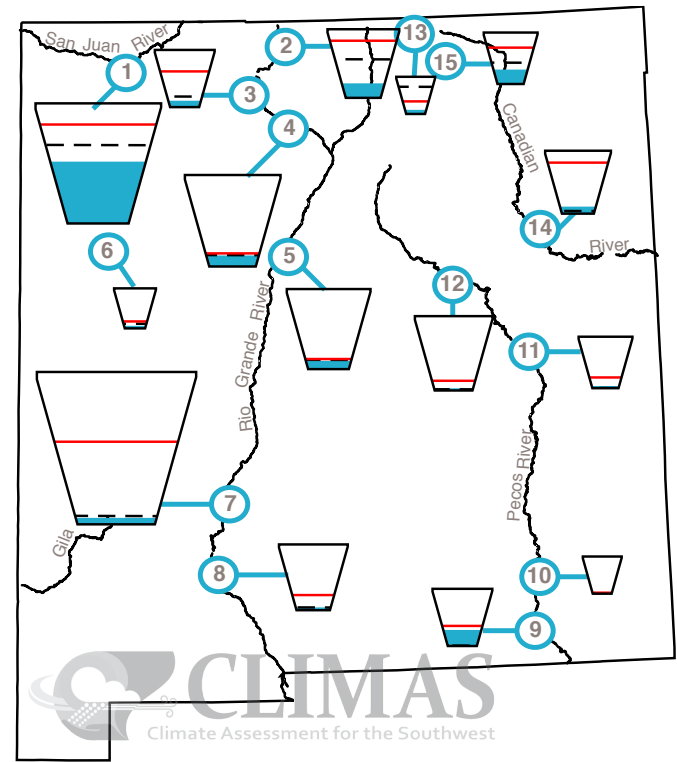 San Juan River
1
2
13
15
3
4
Canadian
14
River
6
5
12
Rio Grande River
11
Pecos River
7
Gila
8
10
9
CLIMAS
Climate Assessment for the Southwest